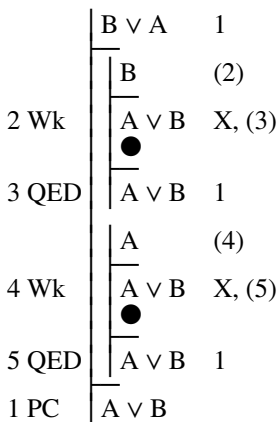 B ∨ A 1
B (2)
2 Wk A ∨ B X, (3)
●
3 QED A ∨ B 1
A (4)
4 Wk A ∨ B X, (5)
●
5 QED A ∨ B 1
1 PC A ∨ B